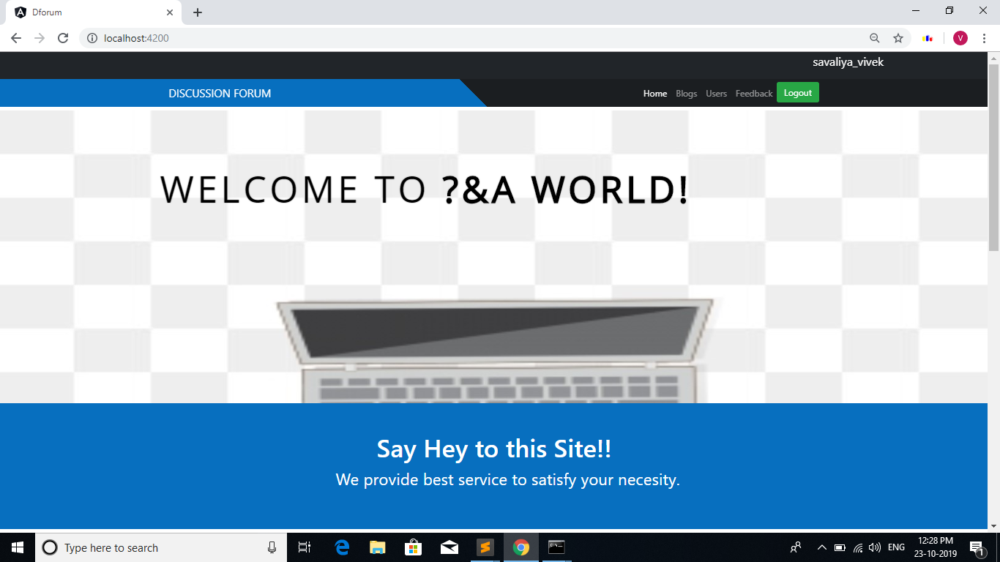 Dforum
localhost:4200
V
savaliya_vivek
DISCUSSION FORUM
Home Blogs Users Feedback Logout
WELCOME TO ?&A WORLD!
Say Hey to this Site!!
We provide best service to satisfy your necesity.
Type here to search
ENG
12:28 PM
23-10-2019
1